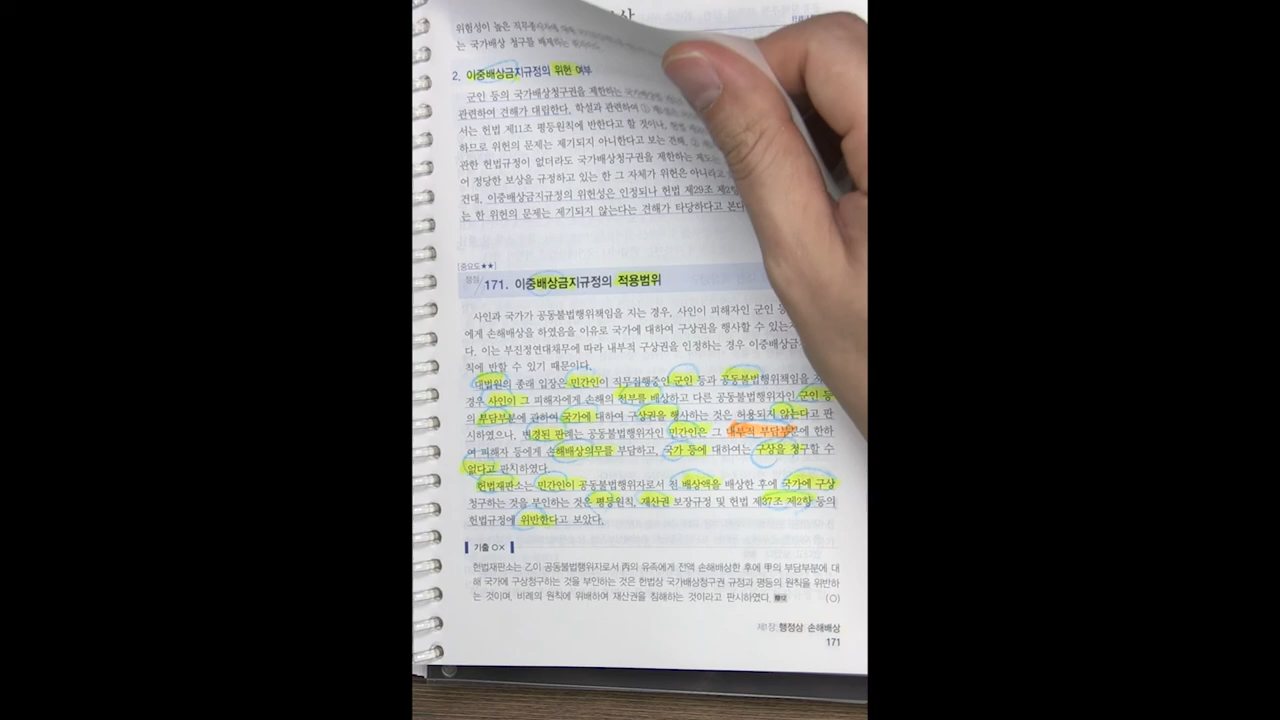 위험성이 높은 직무종사자에 대해
는 국가배상 청구를 배제하는
2. 이중배상금지규정의 위헌 여부
군인 등의 국가배상청구권을 제한하는 국가배상법
관련하여 견해가 대립한다. 학설과 관련하여 ①
서는 헌법 제11조 평등원칙에 반한다고 할 것이나, 헌법
하므로 위헌의 문제는 제기되지 아니한다고 보는 견해, ②
관한 헌법규정이 없더라도 국가배상청구권을 제한하는 제도
어 정당한 보상을 규정하고 있는 한 그 자체가 위헌은 아니라고
견대, 이중배상금지규정의 위헌성은 인정되나 헌법 제29조 제2항
는 한 위헌의 문제는 제기되지 않는다는 견해가 타당하다고 본다
[중요도★★]
쟁점 171. 이중배상금지규정의 적용범위
사인과 국가가 공동불법행위책임을 지는 경우, 사인이 피해자인 군인 등
에게 손해배상을 하였음을 이유로 국가에 대하여 구상권을 행사할 수 있는지
다. 이는 부진정연대채무에 따라 내부적 구상권을 인정하는 경우 이중배상금지
칙에 반할 수 있기 때문이다.
대법원의 종래 입장은 민간인이 직무집행중인 군인 등과 공동불법행위책임을 지는
경우 사인이 그 피해자에게 손해의 전부를 배상하고 다른 공동불법행위자인 군인 등
의 부담부분에 관하여 국가에 대하여 구상권을 행사하는 것은 허용되지 않는다고 판
시하였으나, 변경된 판례는 공동불법행위자인 민간인은 그 내부적 부담부분에 한하
여 피해자 등에게 손해배상의무를 부담하고, 국가 등에 대하여는 구상을 청구할 수
없다고 판시하였다.
헌법재판소는 민간인이 공동불법행위자로서 전 배상액을 배상한 후에 국가에 구상
청구하는 것을 부인하는 것은 평등원칙, 재산권 보장규정 및 헌법 제37조 제2항 등의
헌법규정에 위반한다고 보았다.
기출 O×
헌법재판소는 乙이 공동불법행위자로서 丙의 유족에게 전액 손해배상한 후에 甲의 부담부분에 대
해 국가에 구상청구하는 것을 부인하는 것은 헌법상 국가배상청구권 규정과 평등의 원칙을 위반하
는 것이며, 비례의 원칙에 위배하여 재산권을 침해하는 것이라고 판시하였다. (O)
제1장 행정상 손해배상
171